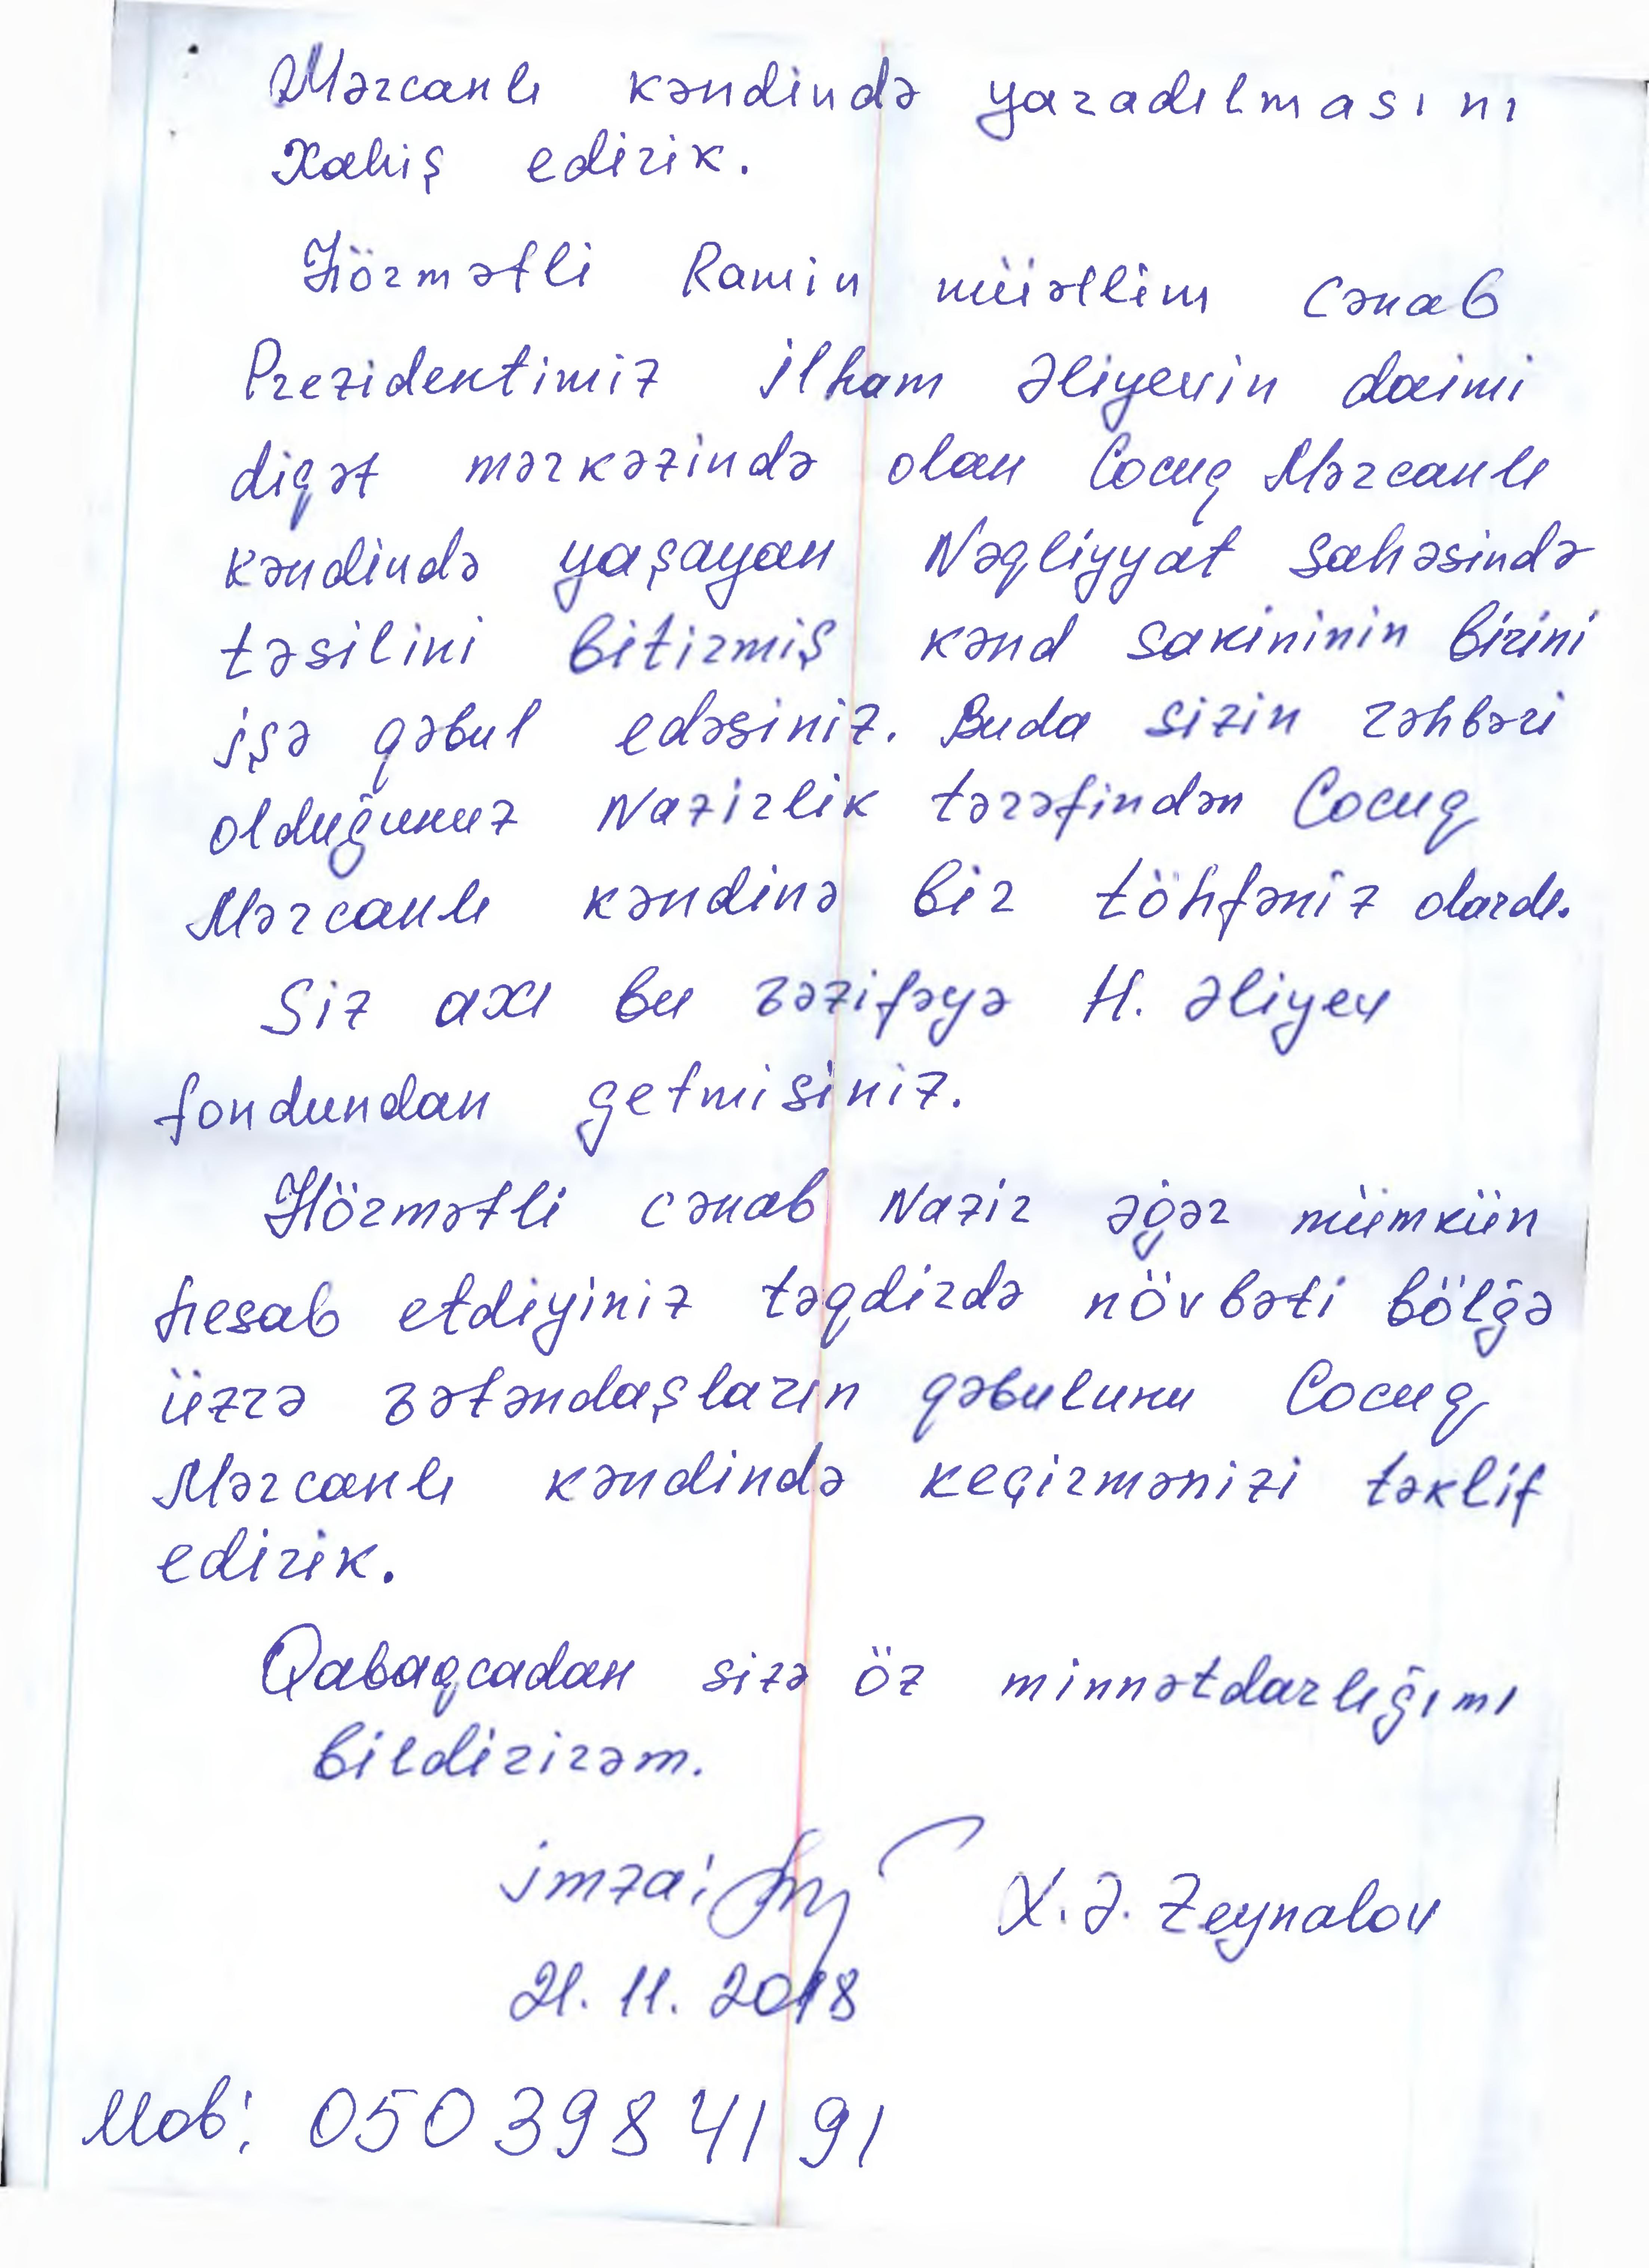 Mərcanlı kəndində yaradılmasını
Xahiş edirik.
Hörmətli Ramin müəllim Cənab
Prezidentimiz İlham Əliyevin daimi
diqət mərkəzində olan Cocuq Mərcanlı
kəndində yaşayan Nəqliyyat sahəsində
təsilini bitirmiş kənd sakininin birini
işə qəbul edəsiniz. Buda sizin rəhbəri
olduğunuz Nazirlik tərəfindən Cocuq
Mərcanlı kəndinə bir töhfəniz olardı.
Siz axı bu vəzifəyə H. Əliyev
fondundan getmisiniz.
Hörmətli cənab Nazir əgər mümkün
hesab etdiyiniz təqdirdə növbəti bölğə
üzrə vətəndaşların qəbulunu Cocuq
Mərcanlı kəndində keçirmənizi təklif
edirik.
Qabaqcadan sizə öz minnətdarlığımı
bildirirəm.
imza: X. Ə. Zeynalov
21. 11. 2018
Mob: 050 398 41 91